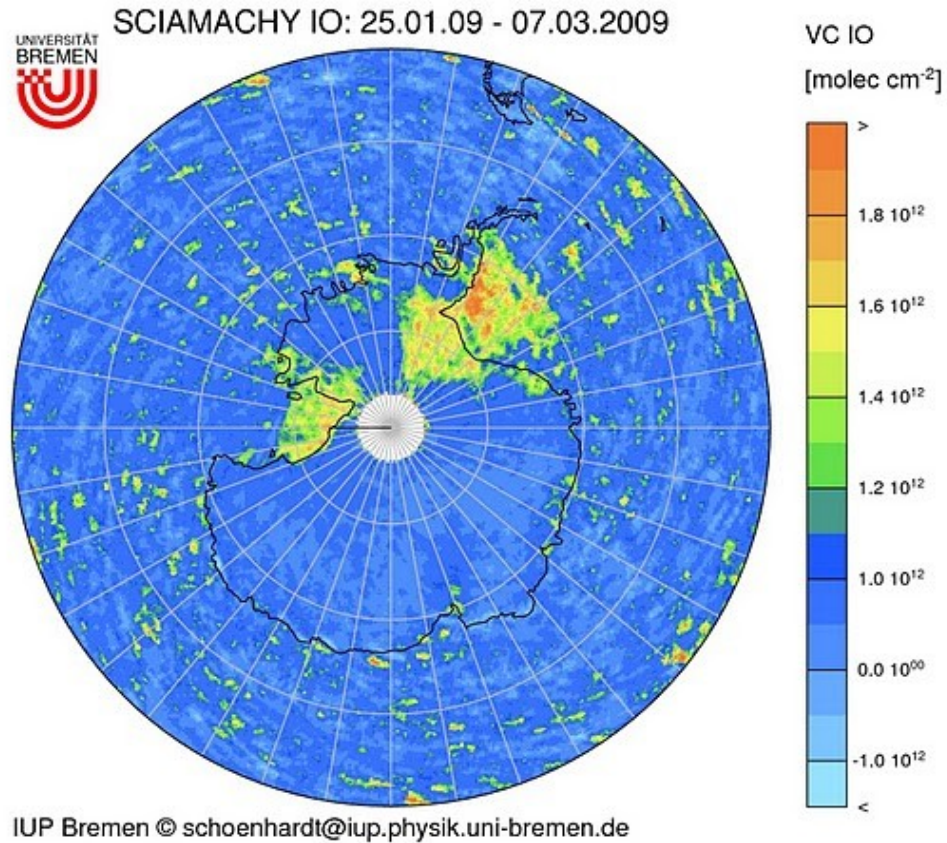 SCIAMACHY IO: 25.01.09 - 07.03.2009
UNIVERSITÄT
BREMEN
VC IO
[molec cm⁻²]
>
1.8 10¹²
1.6 10¹²
1.4 10¹²
1.2 10¹²
1.0 10¹²
0.0 10⁰⁰
-1.0 10¹²
<
IUP Bremen © schoenhardt@iup.physik.uni-bremen.de